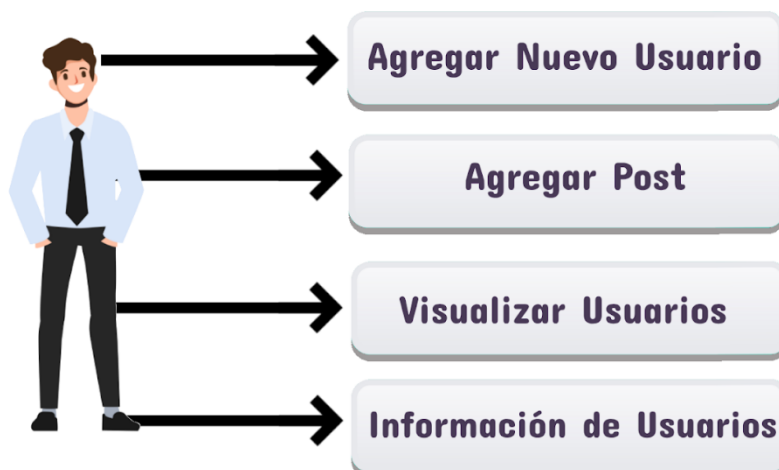 Agregar Nuevo Usuario
Agregar Post
Visualizar Usuarios
Información de Usuarios